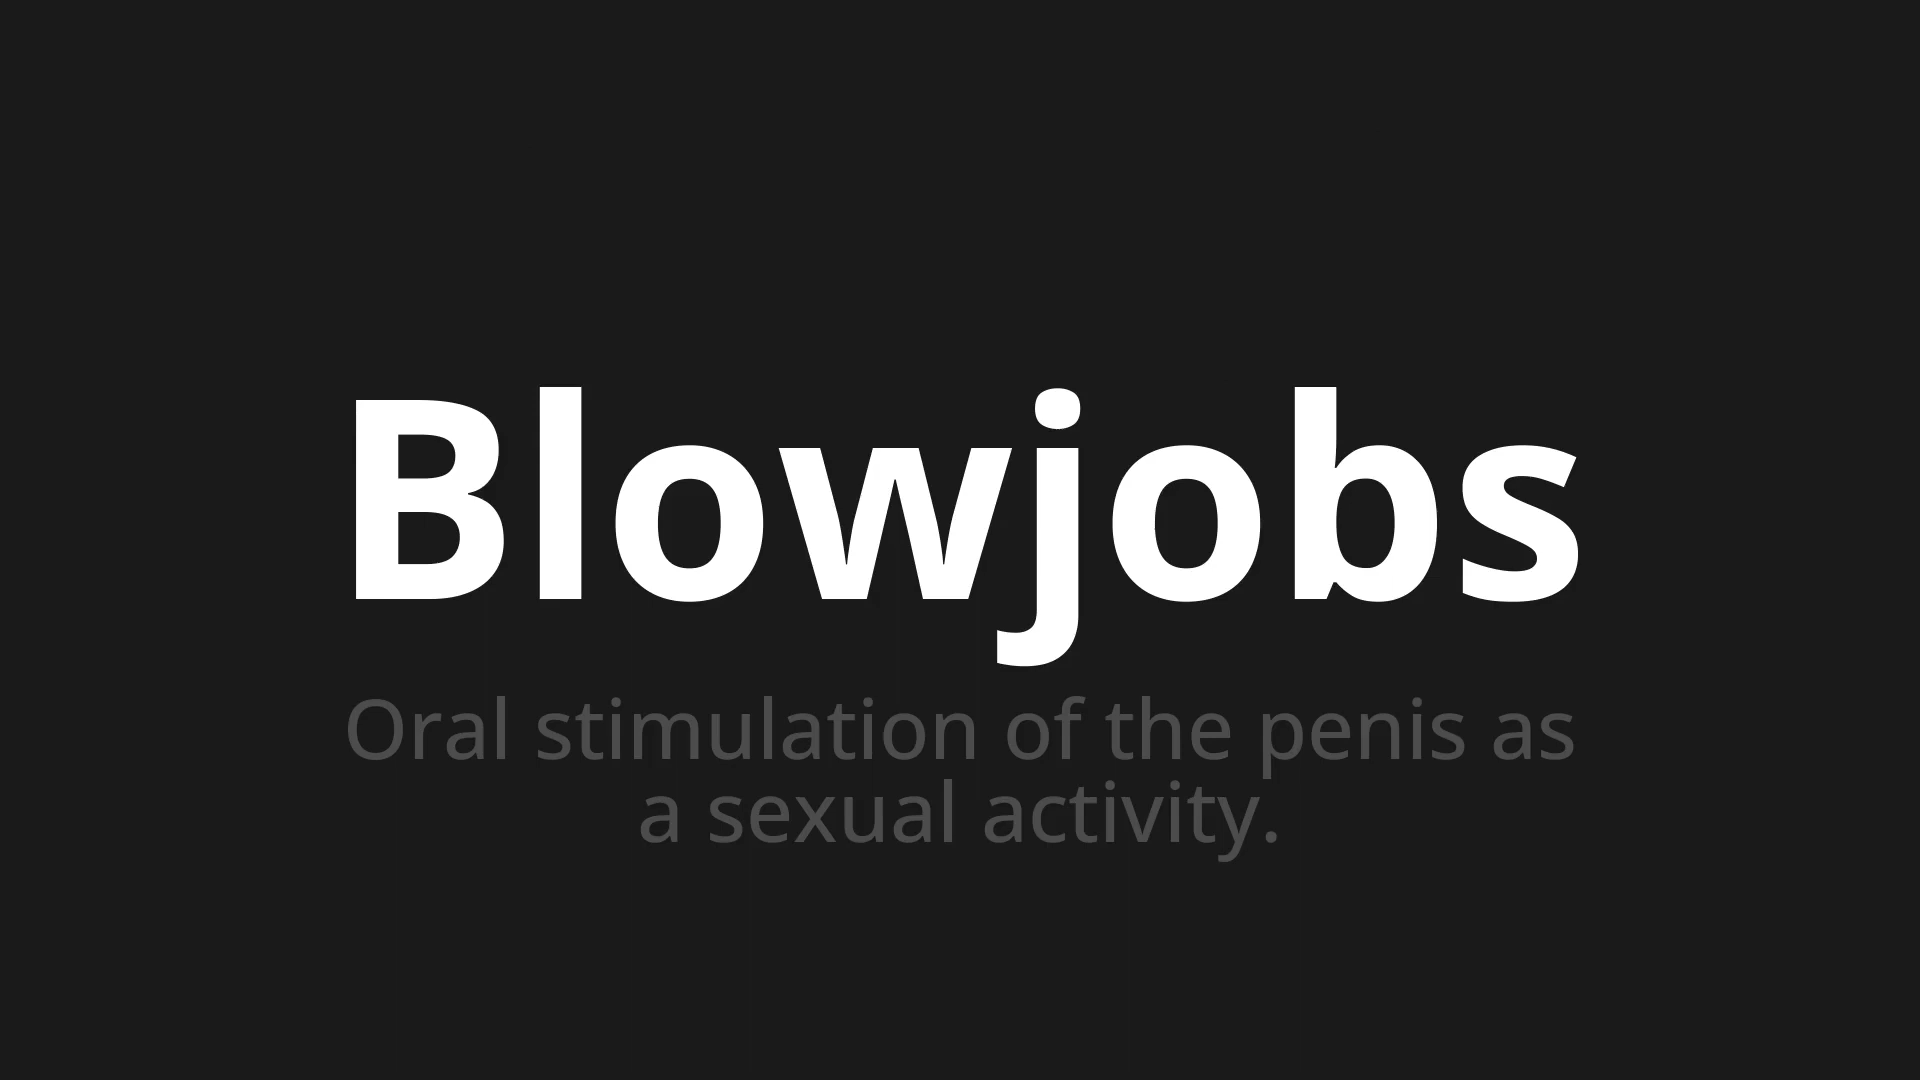 Blowjobs
Oral stimulation of the penis as
a sexual activity.